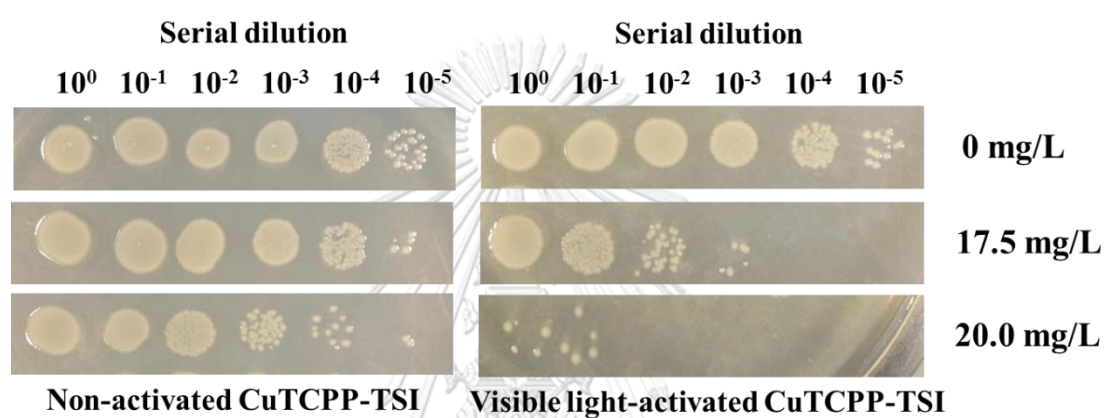 Serial dilution
10⁰ 10⁻¹ 10⁻² 10⁻³ 10⁻⁴ 10⁻⁵
Serial dilution
10⁰ 10⁻¹ 10⁻² 10⁻³ 10⁻⁴ 10⁻⁵
0 mg/L
17.5 mg/L
20.0 mg/L
Non-activated CuTCPP-TSI
Visible light-activated CuTCPP-TSI